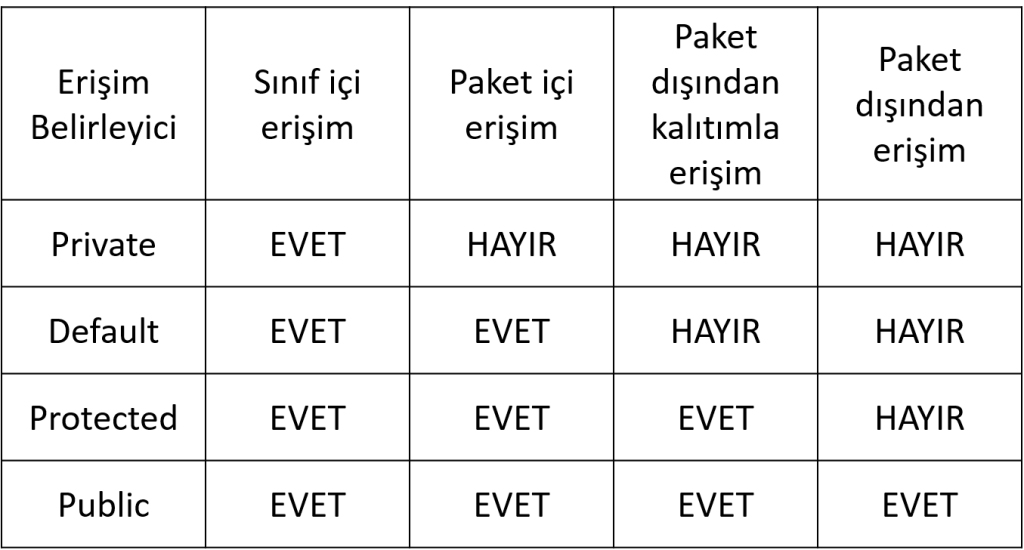 Erişim
Belirleyici
Sınıf içi
erişim
Paket içi
erişim
Paket
dışından
kalıtımla
erişim
Paket
dışından
erişim
Private
EVET
HAYIR
HAYIR
HAYIR
Default
EVET
EVET
HAYIR
HAYIR
Protected
EVET
EVET
EVET
HAYIR
Public
EVET
EVET
EVET
EVET